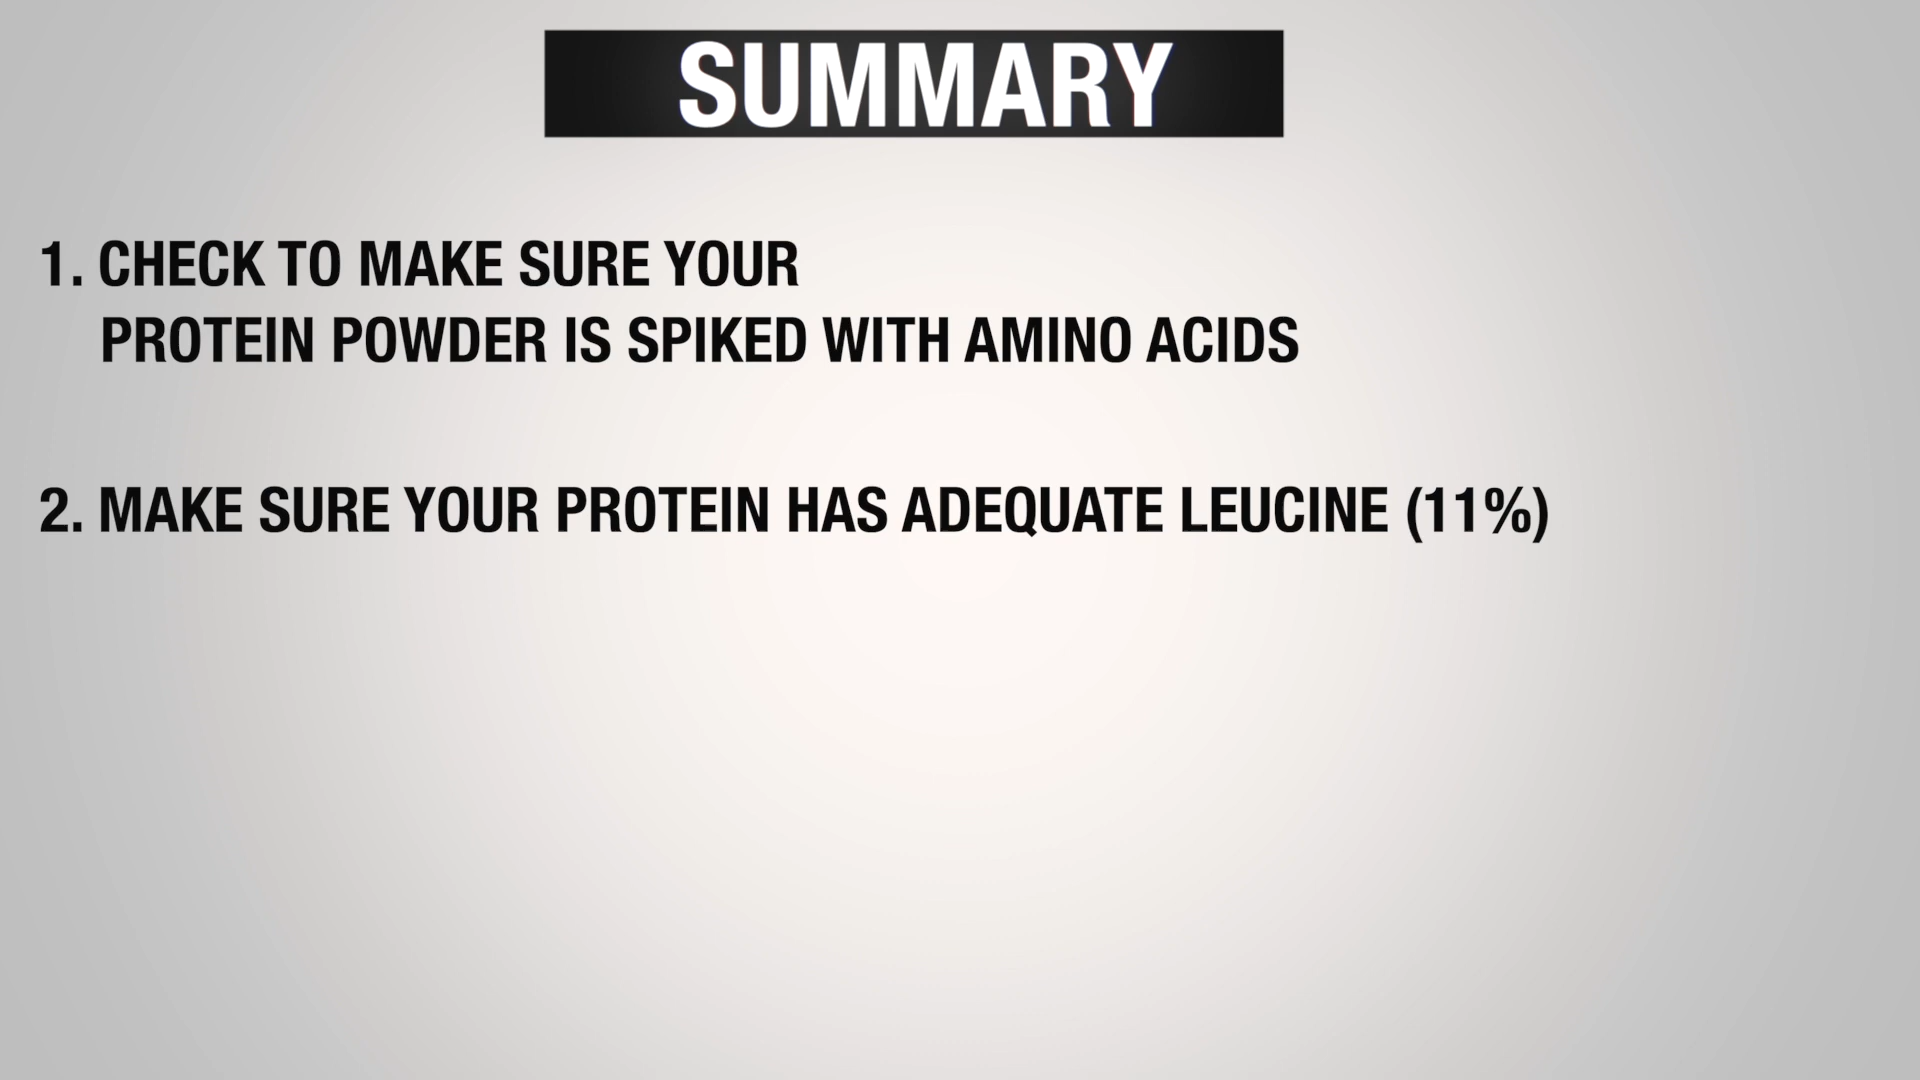 SUMMARY
1. CHECK TO MAKE SURE YOUR
PROTEIN POWDER IS SPIKED WITH AMINO ACIDS
2. MAKE SURE YOUR PROTEIN HAS ADEQUATE LEUCINE (11%)